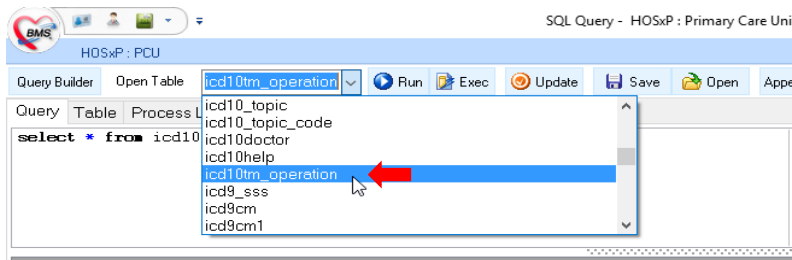 BMS
SQL Query - HOSxP : Primary Care Uni
HOSxP : PCU
Query Builder Open Table icd10tm_operation Run Exec Update Save Open Appe
Query Table Process L
select * from icd10
icd10_topic
icd10_topic_code
icd10doctor
icd10help
icd10tm_operation
icd9_sss
icd9cm
icd9cm1